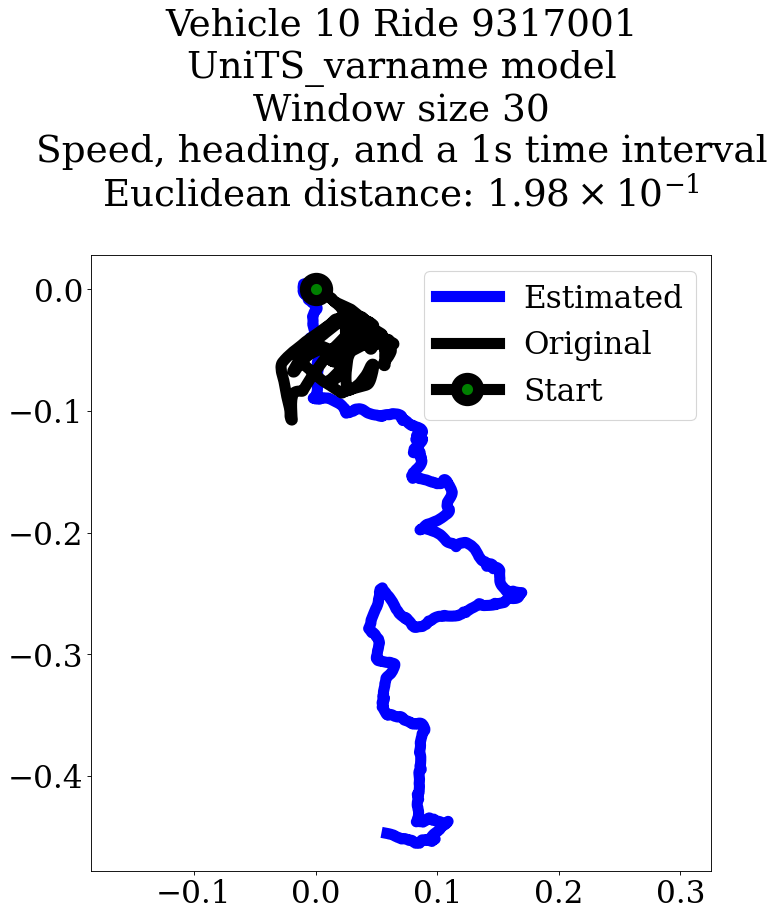 Vehicle 10 Ride 9317001
UniTS_varname model
Window size 30
Speed, heading, and a 1s time interval
Euclidean distance: 1.98 × 10⁻¹
Estimated
Original
Start
0.0
−0.1
−0.2
−0.3
−0.4
−0.1 0.0 0.1 0.2 0.3